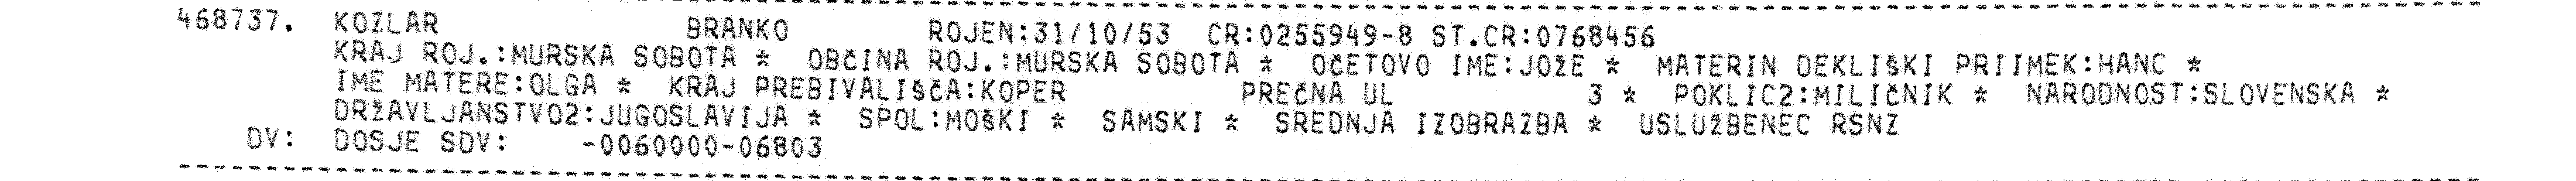 468737. KOZLAR BRANKO ROJEN:31/10/53 CR:0255949-8 ST.CR:0768456
KRAJ ROJ.:MURSKA SOBOTA * OBČINA ROJ.:MURSKA SOBOTA * OČETOVO IME:JOŽE * MATERIN DEKLIŠKI PRIIMEK:HANC *
IME MATERE:OLGA * KRAJ PREBIVALIŠČA:KOPER PREČNA UL 3 * POKLIC2:MILIČNIK * NARODNOST:SLOVENSKA *
DRŽAVLJANSTVO2:JUGOSLAVIJA * SPOL:MOŠKI * SAMSKI * SREDNJA IZOBRAZBA * USLUŽBENEC RSNZ
DV: DOSJE SDV: -0060000-06803